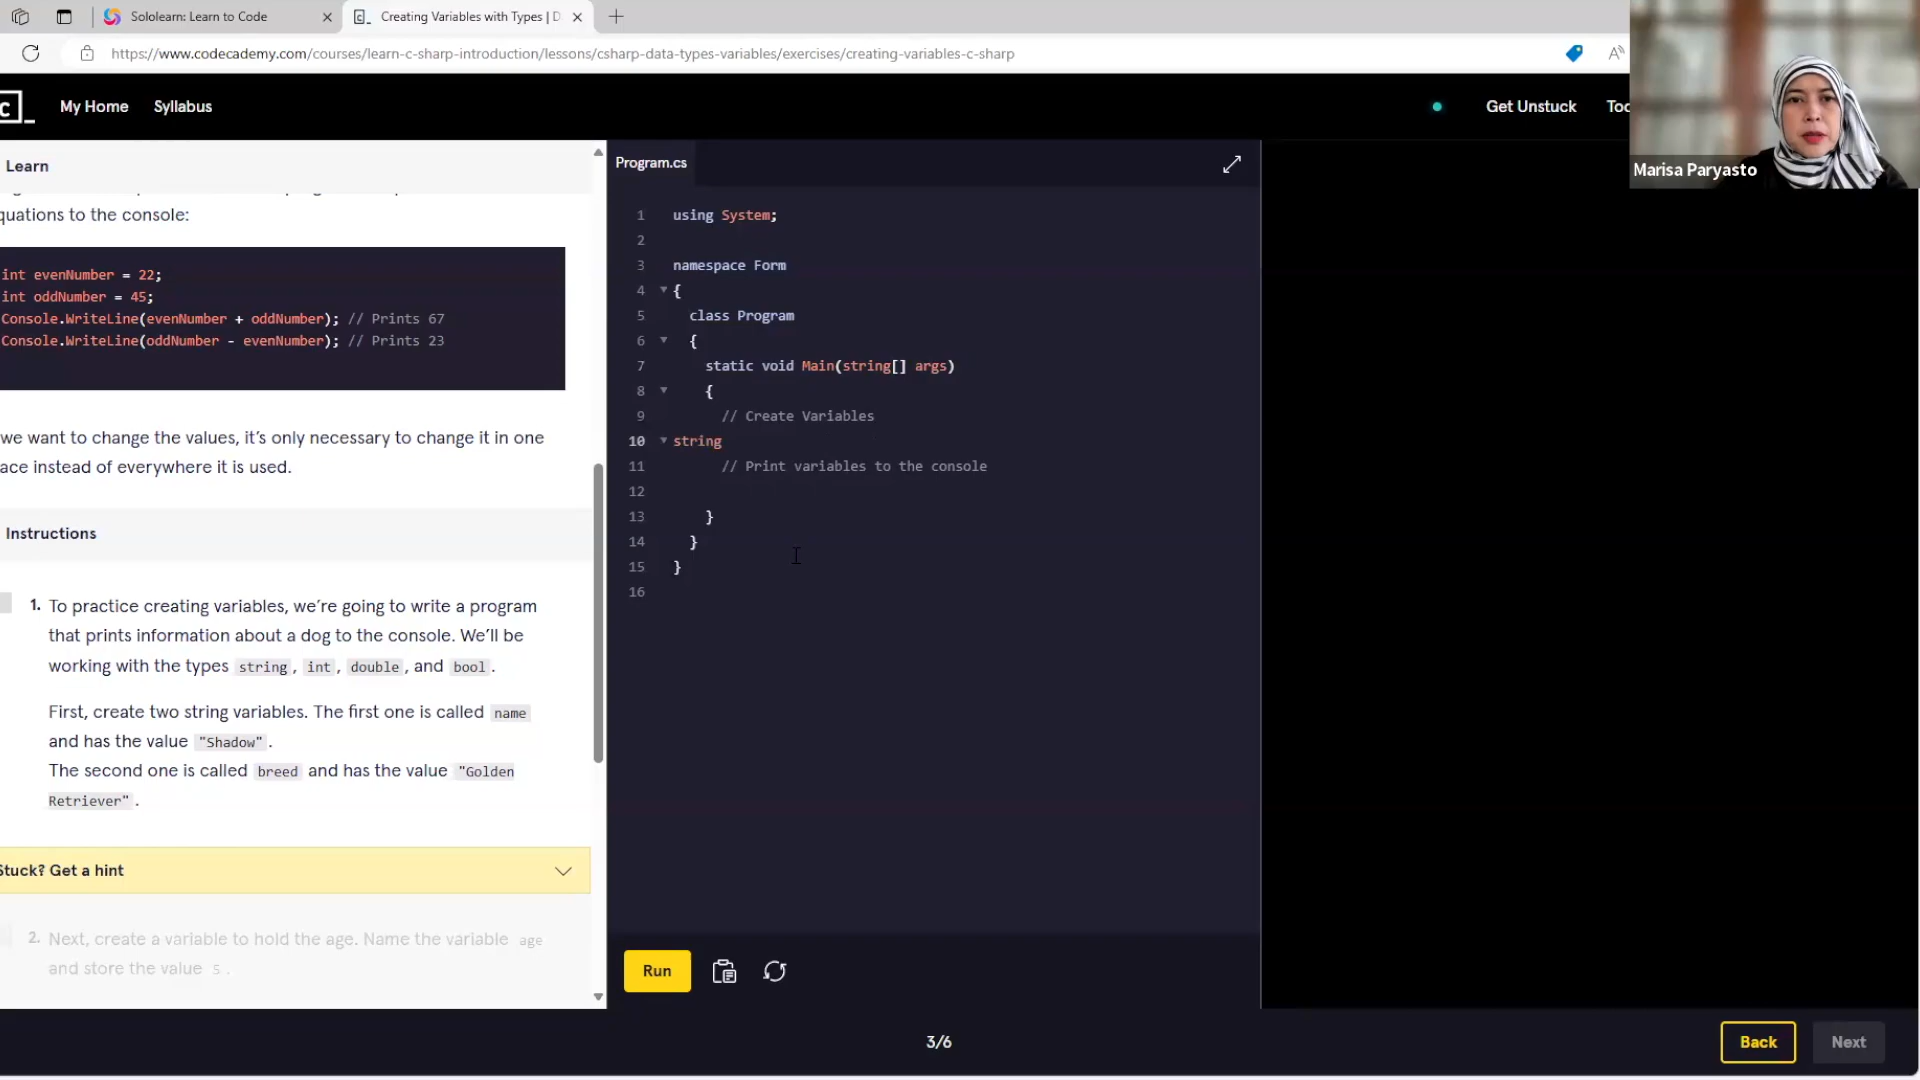 Sololearn: Learn to Code
Creating Variables with Types | D
https://www.codecademy.com/courses/learn-c-sharp-introduction/lessons/csharp-data-types-variables/exercises/creating-variables-c-sharp
c_ My Home Syllabus
Get Unstuck Too
Marisa Paryasto
Learn
quations to the console:
int evenNumber = 22;
int oddNumber = 45;
Console.WriteLine(evenNumber + oddNumber); // Prints 67
Console.WriteLine(oddNumber - evenNumber); // Prints 23
we want to change the values, it's only necessary to change it in one
ace instead of everywhere it is used.
Instructions
1. To practice creating variables, we're going to write a program
that prints information about a dog to the console. We'll be
working with the types string, int, double, and bool.
First, create two string variables. The first one is called name
and has the value "Shadow".
The second one is called breed and has the value "Golden
Retriever".
Stuck? Get a hint
2. Next, create a variable to hold the age. Name the variable age
and store the value 5.
Program.cs
1 using System;
2
3 namespace Form
4 {
5 class Program
6 {
7 static void Main(string[] args)
8 {
9 // Create Variables
10 string
11 // Print variables to the console
12
13 }
14 }
15 }
16
Run
3/6
Back
Next